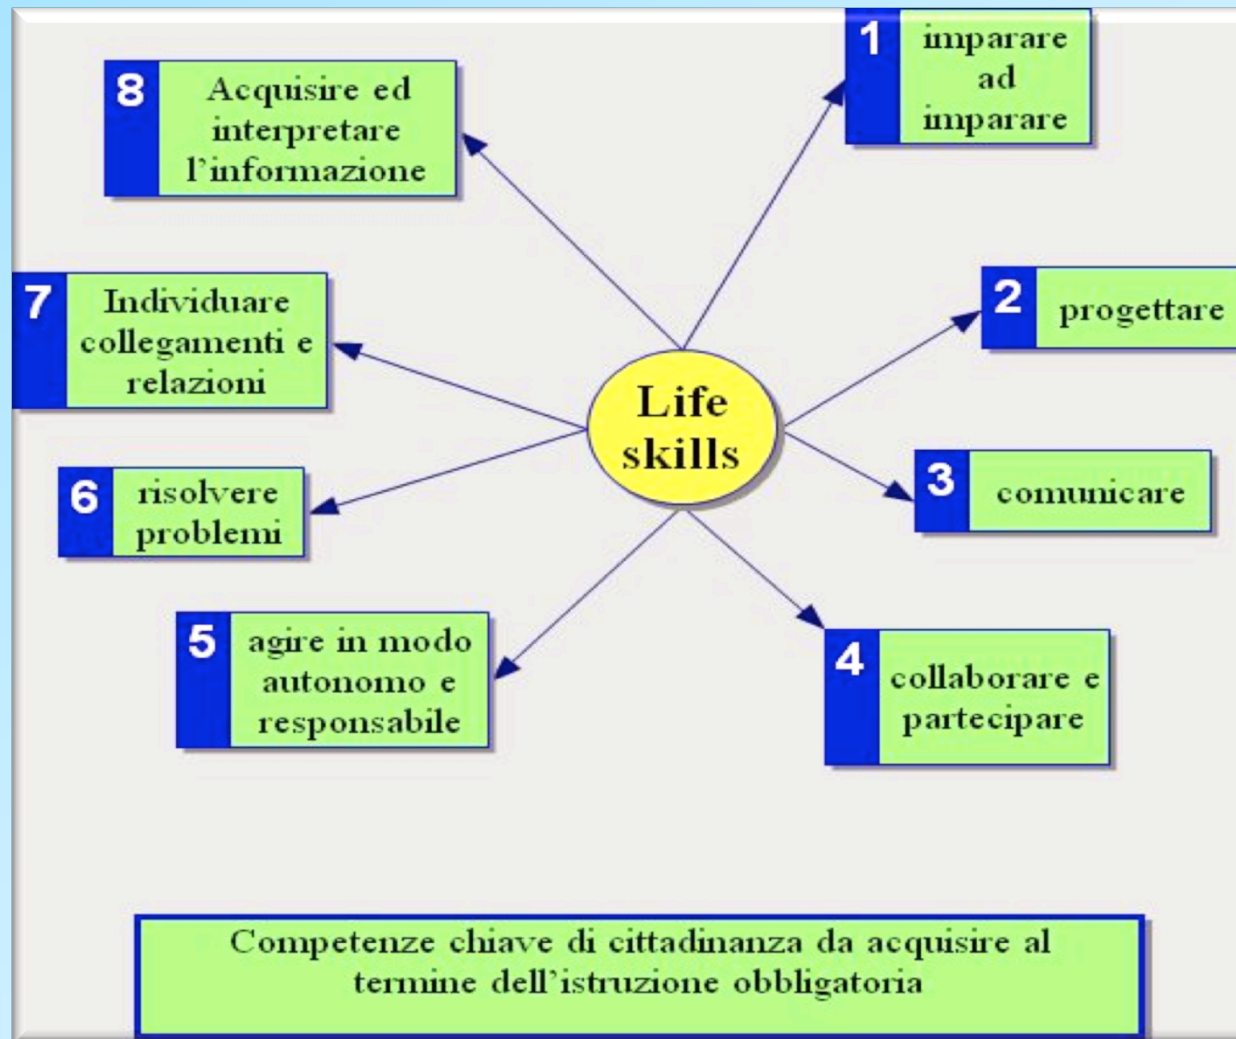 Life
skills
1
imparare
ad
imparare
2
progettare
3
comunicare
4
collaborare e
partecipare
5
agire in modo
autonomo e
responsabile
6
risolvere
problemi
7
Individuare
collegamenti e
relazioni
8
Acquisire ed
interpretare
l'informazione
Competenze chiave di cittadinanza da acquisire al
termine dell'istruzione obbligatoria